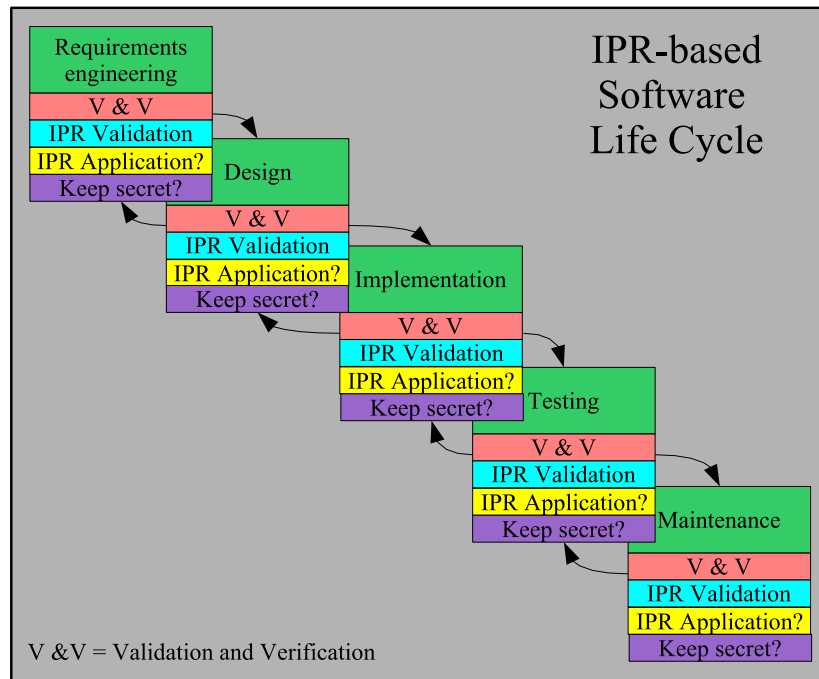 IPR-based
Software
Life Cycle
Requirements
engineering
V & V
IPR Validation
IPR Application?
Keep secret?
Design
V & V
IPR Validation
IPR Application?
Keep secret?
Implementation
V & V
IPR Validation
IPR Application?
Keep secret?
Testing
V & V
IPR Validation
IPR Application?
Keep secret?
Maintenance
V & V
IPR Validation
IPR Application?
Keep secret?
V &V = Validation and Verification